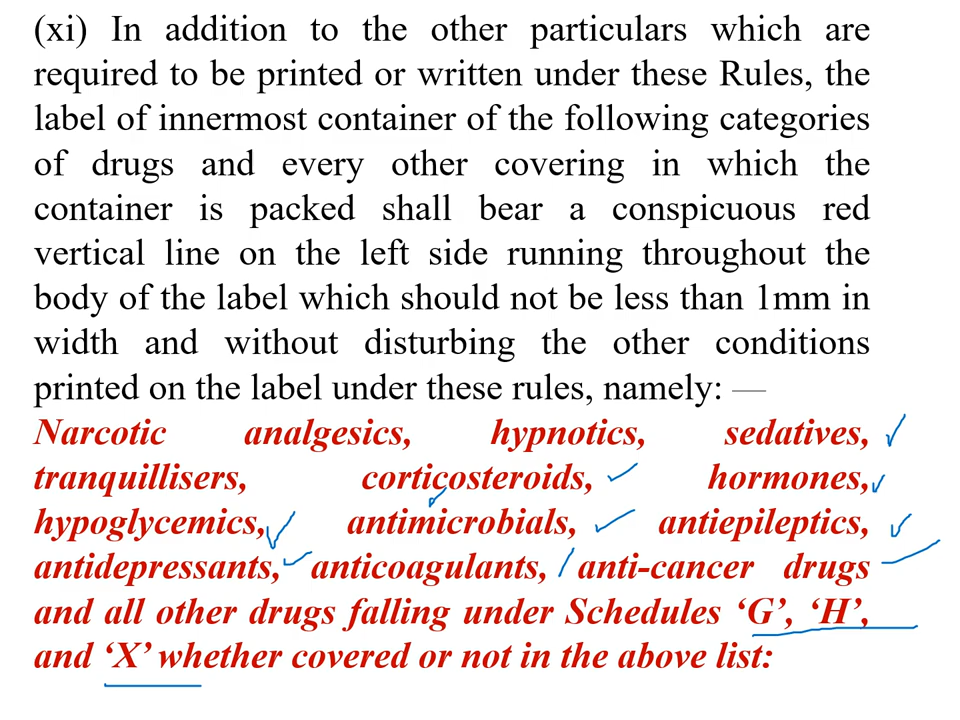 (xi) In addition to the other particulars which are
required to be printed or written under these Rules, the
label of innermost container of the following categories
of drugs and every other covering in which the
container is packed shall bear a conspicuous red
vertical line on the left side running throughout the
body of the label which should not be less than 1mm in
width and without disturbing the other conditions
printed on the label under these rules, namely: —
Narcotic analgesics, hypnotics, sedatives,
tranquillisers, corticosteroids, hormones,
hypoglycemics, antimicrobials, antiepileptics,
antidepressants, anticoagulants, anti-cancer drugs
and all other drugs falling under Schedules ‘G’, ‘H’,
and ‘X’ whether covered or not in the above list: